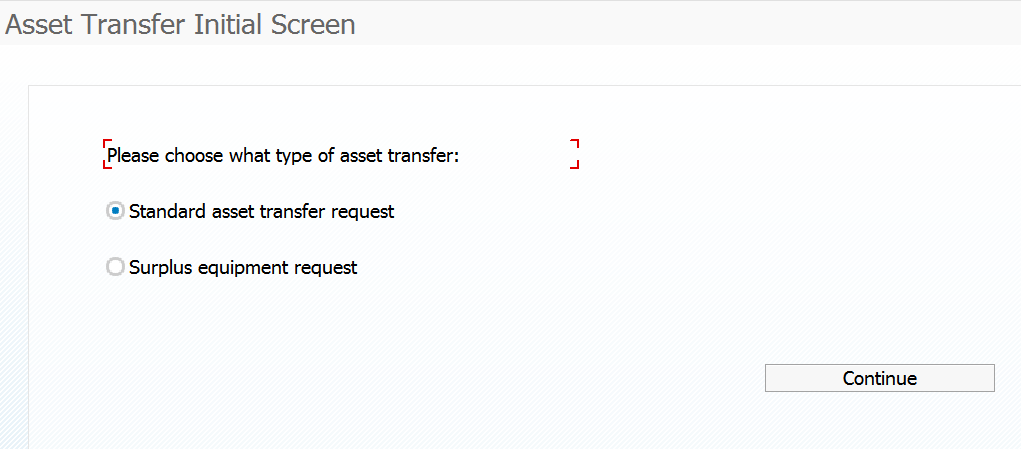 Asset Transfer Initial Screen
Please choose what type of asset transfer:
Standard asset transfer request
Surplus equipment request
Continue